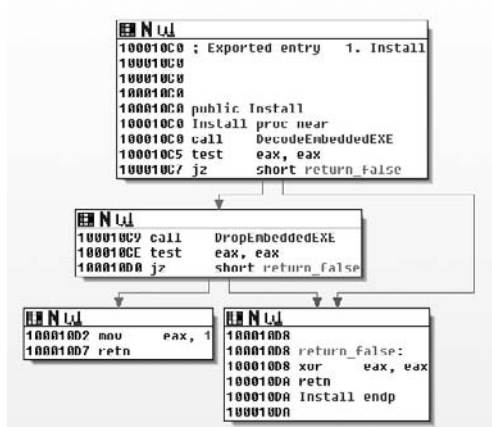 100010C0 ; Exported entry 1. Install
100010C0
100010C0
100010C0
100010C0 public Install
100010C0 Install proc near
100010C0 call DecodeEmbeddedEXE
100010C5 test eax, eax
100010C7 jz short return_false
100010C9 call DropEmbeddedEXE
100010CE test eax, eax
100010D0 jz short return_false
100010D2 mov eax, 1
100010D7 retn
100010D8
100010D8 return_false:
100010D8 xor eax, eax
100010DA retn
100010DA Install endp
100010DA